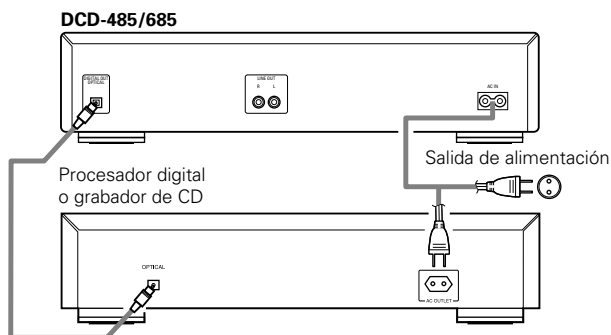 DCD-485/685
DIGITAL OUT
OPTICAL
LINE OUT
R L
AC IN
Salida de alimentación
Procesador digital
o grabador de CD
OPTICAL
AC OUTLET